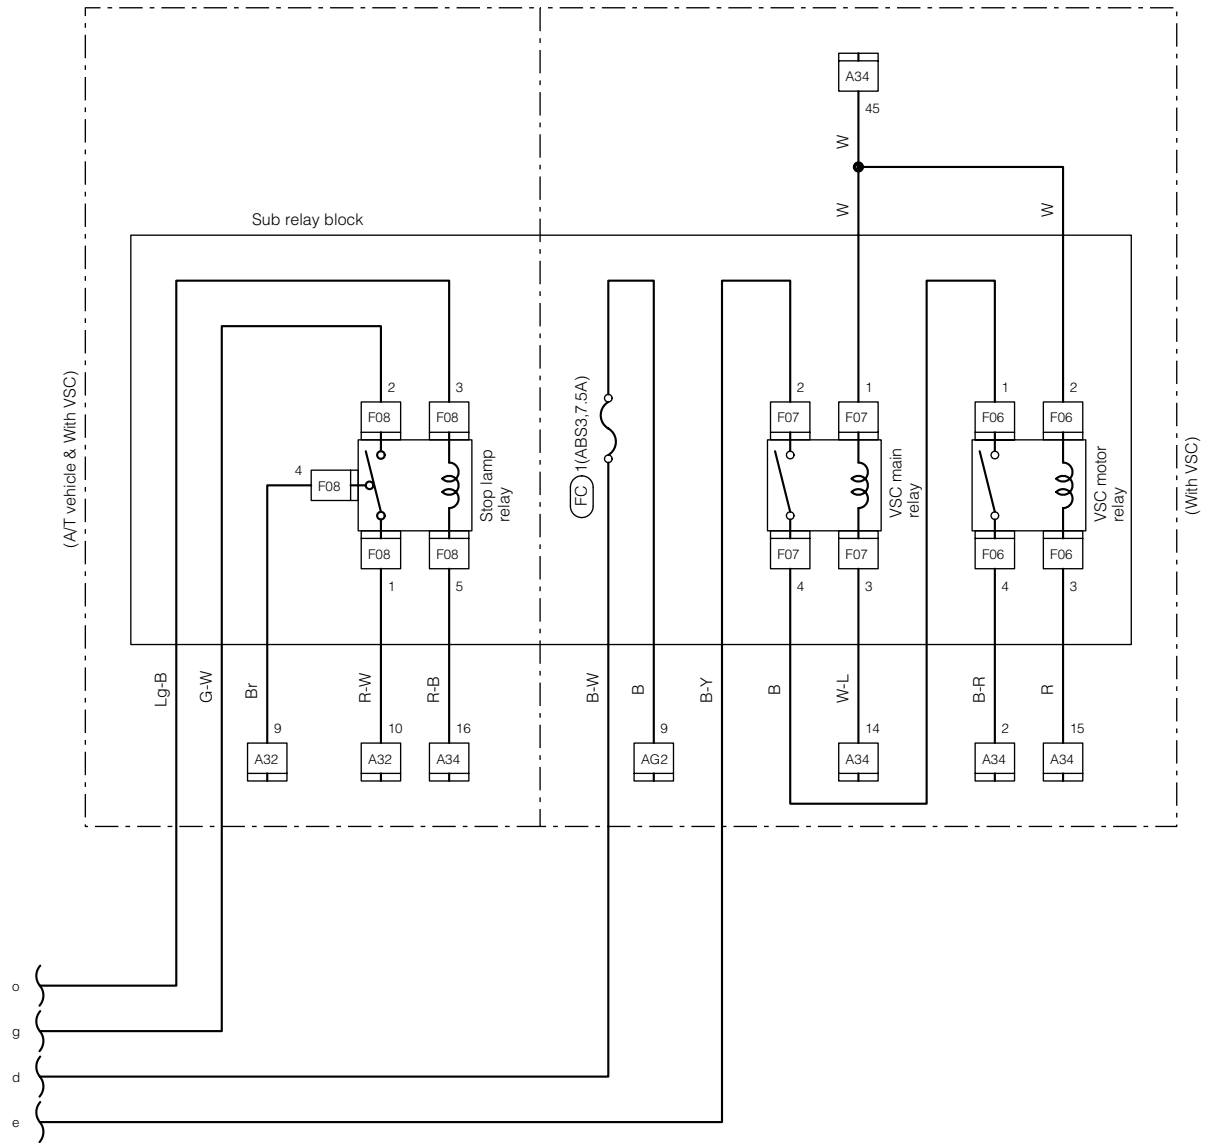 A34
45
W
W
W
Sub relay block
(A/T vehicle & With VSC)
(With VSC)
2
3
F08
F08
4
F08
Stop lamp
relay
F08
F08
1
5
FC
1(ABS3,7.5A)
2
1
F07
F07
VSC main
relay
F07
F07
4
3
1
2
F06
F06
VSC motor
relay
F06
F06
4
3
Lg-B
G-W
Br
R-W
R-B
B-W
B
B-Y
B
W-L
B-R
R
9
10
16
9
14
2
15
A32
A32
A34
AG2
A34
A34
A34
o
g
d
e